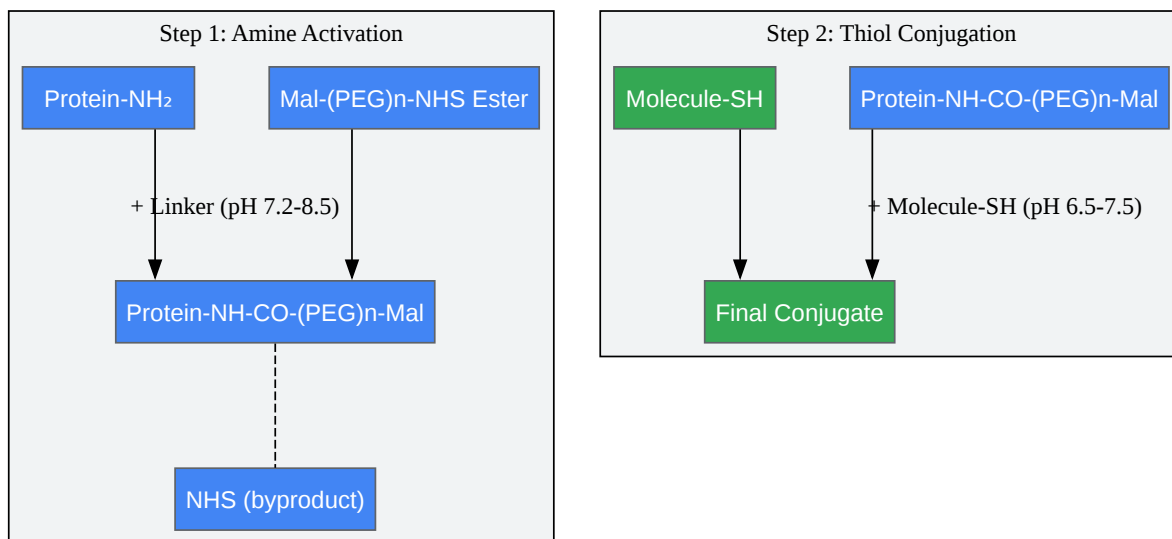 Step 1: Amine Activation
Protein-NH₂
Mal-(PEG)n-NHS Ester
+ Linker (pH 7.2-8.5)
Protein-NH-CO-(PEG)n-Mal
NHS (byproduct)
Step 2: Thiol Conjugation
Molecule-SH
Protein-NH-CO-(PEG)n-Mal
+ Molecule-SH (pH 6.5-7.5)
Final Conjugate